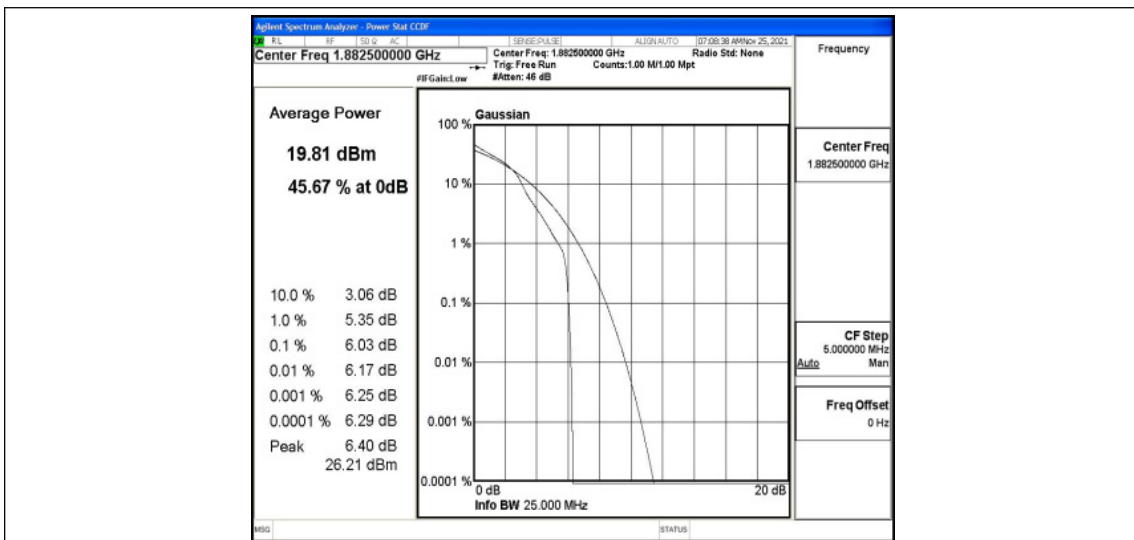 Agilent Spectrum Analyzer - Power Stat CCDF
RL RF 50 Ω AC SENSE:PULSE ALIGN AUTO 07:08:38 AM Nov 25, 2021
Center Freq 1.882500000 GHz
Center Freq: 1.882500000 GHz Radio Std: None
Trig: Free Run Counts:1.00 M/1.00 Mpt
#IFGain:Low #Atten: 46 dB
Frequency
Average Power
19.81 dBm
45.67 % at 0dB
10.0 % 3.06 dB
1.0 % 5.35 dB
0.1 % 6.03 dB
0.01 % 6.17 dB
0.001 % 6.25 dB
0.0001 % 6.29 dB
Peak 6.40 dB
26.21 dBm
Gaussian
100 %
10 %
1 %
0.1 %
0.01 %
0.001 %
0.0001 %
0 dB 20 dB
Info BW 25.000 MHz
Center Freq
1.882500000 GHz
CF Step
5.000000 MHz
Auto Man
Freq Offset
0 Hz
MSG STATUS